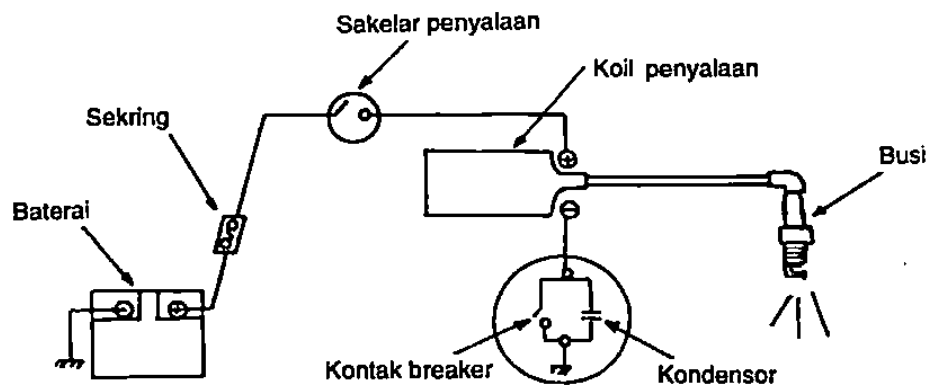 Sakelar penyalaan
Koil penyalaan
Sekring
Busi
Baterai
Kontak breaker
Kondensor